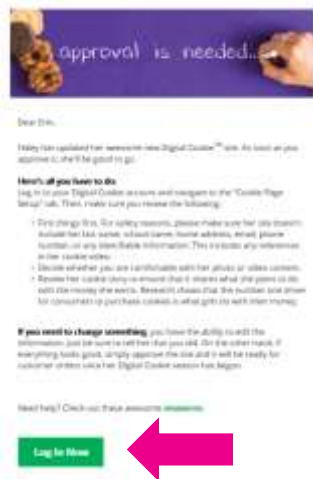 approval is needed...
Dear Erin,
Haley has updated her awesome new Digital Cookie™ site. As soon as you
approve it, she'll be good to go.
Here's all you have to do:
Log in to your Digital Cookie account and navigate to the "Cookie Page
Setup" tab. Then, make sure you review the following:
• First things first. For safety reasons, please make sure her site doesn't
include her last name, school name, home address, email, phone
number, or any identifiable information. This includes any references
in her cookie video.
• Decide whether you are comfortable with her photo or video content.
• Review her cookie story to ensure that it shares what she plans to do
with the money she earns. Research shows that the number one driver
for consumers to purchase cookies is what girls do with their money.
If you need to change something, you have the ability to edit the
information, just be sure to tell her that you did. On the other hand, if
everything looks good, simply approve the site and it will be ready for
customer orders once her Digital Cookie season has begun.
Need help? Check out these awesome resources.
Log In Now